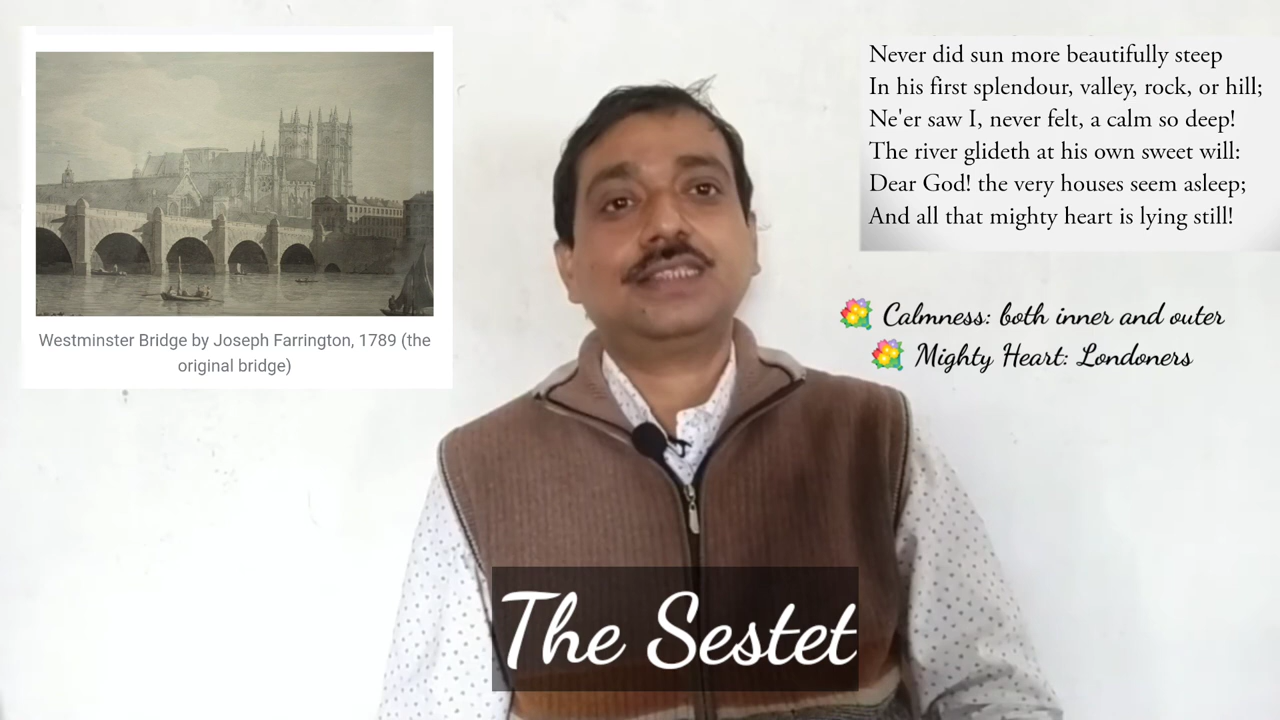 Westminster Bridge by Joseph Farrington, 1789 (the
original bridge)
Never did sun more beautifully steep
In his first splendour, valley, rock, or hill;
Ne'er saw I, never felt, a calm so deep!
The river glideth at his own sweet will:
Dear God! the very houses seem asleep;
And all that mighty heart is lying still!
Calmness: both inner and outer
Mighty Heart: Londoners
The Sestet